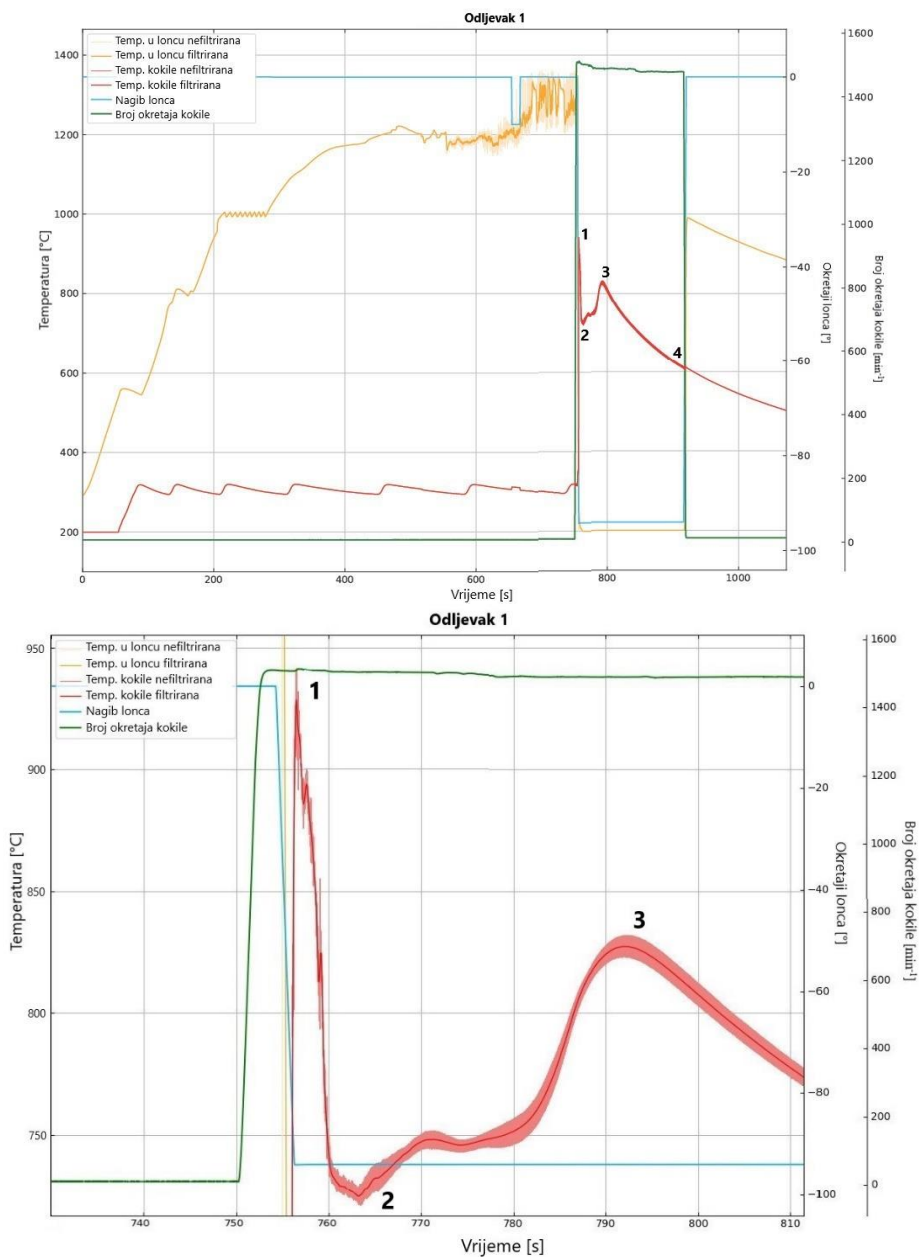 Odljevak 1
Temp. u loncu nefiltrirana
Temp. u loncu filtrirana
Temp. kokile nefiltrirana
Temp. kokile filtrirana
Nagib lonca
Broj okretaja kokile
1400
1200
1000
800
600
400
200
Temperatura [°C]
0
200
400
600
800
1000
Vrijeme [s]
0
−20
−40
−60
−80
−100
Okretaji lonca [°]
1600
1400
1200
1000
800
600
400
200
0
Broj okretaja kokile [min⁻¹]
1
2
3
4
Odljevak 1
Temp. u loncu nefiltrirana
Temp. u loncu filtrirana
Temp. kokile nefiltrirana
Temp. kokile filtrirana
Nagib lonca
Broj okretaja kokile
950
900
850
800
750
Temperatura [°C]
740
750
760
770
780
790
800
810
Vrijeme [s]
0
−20
−40
−60
−80
−100
Okretaji lonca [°]
1600
1400
1200
1000
800
600
400
200
0
Broj okretaja kokile [min⁻¹]
1
2
3